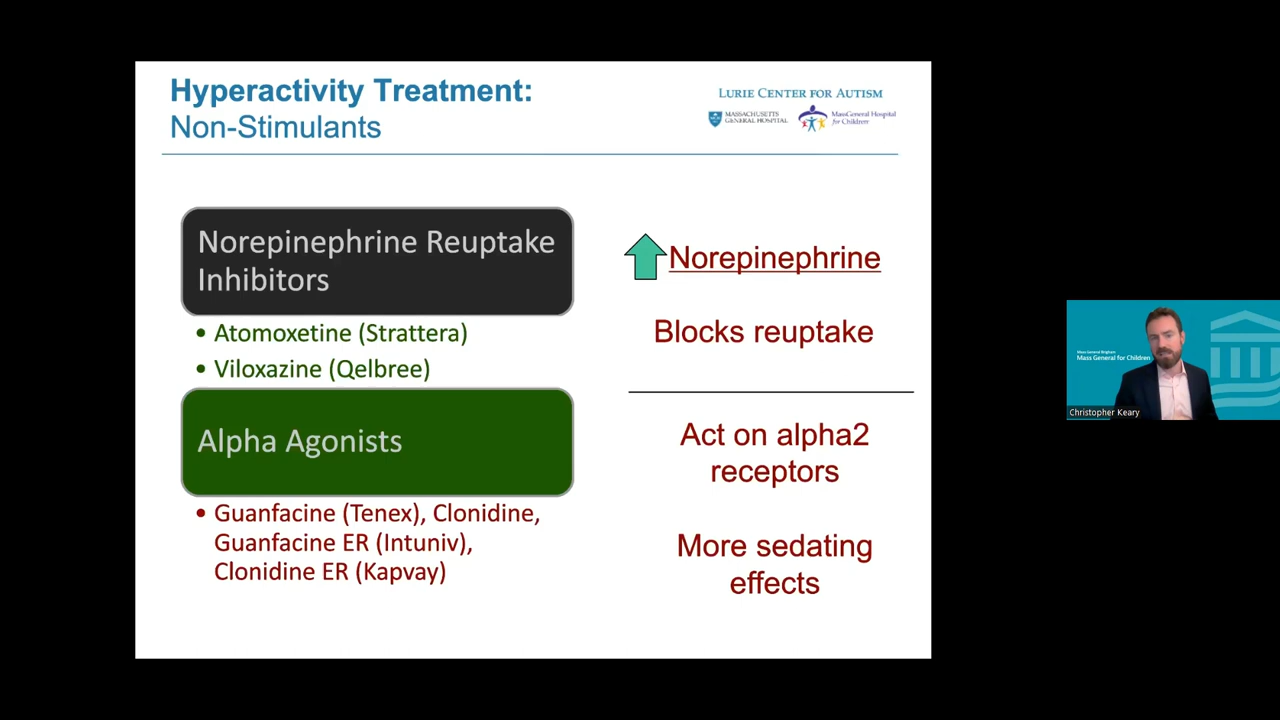 Hyperactivity Treatment:
Non-Stimulants
LURIE CENTER FOR AUTISM
MASSACHUSETTS
GENERAL HOSPITAL
MassGeneral Hospital
for Children
Norepinephrine Reuptake
Inhibitors
• Atomoxetine (Strattera)
• Viloxazine (Qelbree)
Norepinephrine
Blocks reuptake
Alpha Agonists
• Guanfacine (Tenex), Clonidine,
Guanfacine ER (Intuniv),
Clonidine ER (Kapvay)
Act on alpha2
receptors
More sedating
effects
Mass General Brigham
Mass General for Children
Christopher Keary